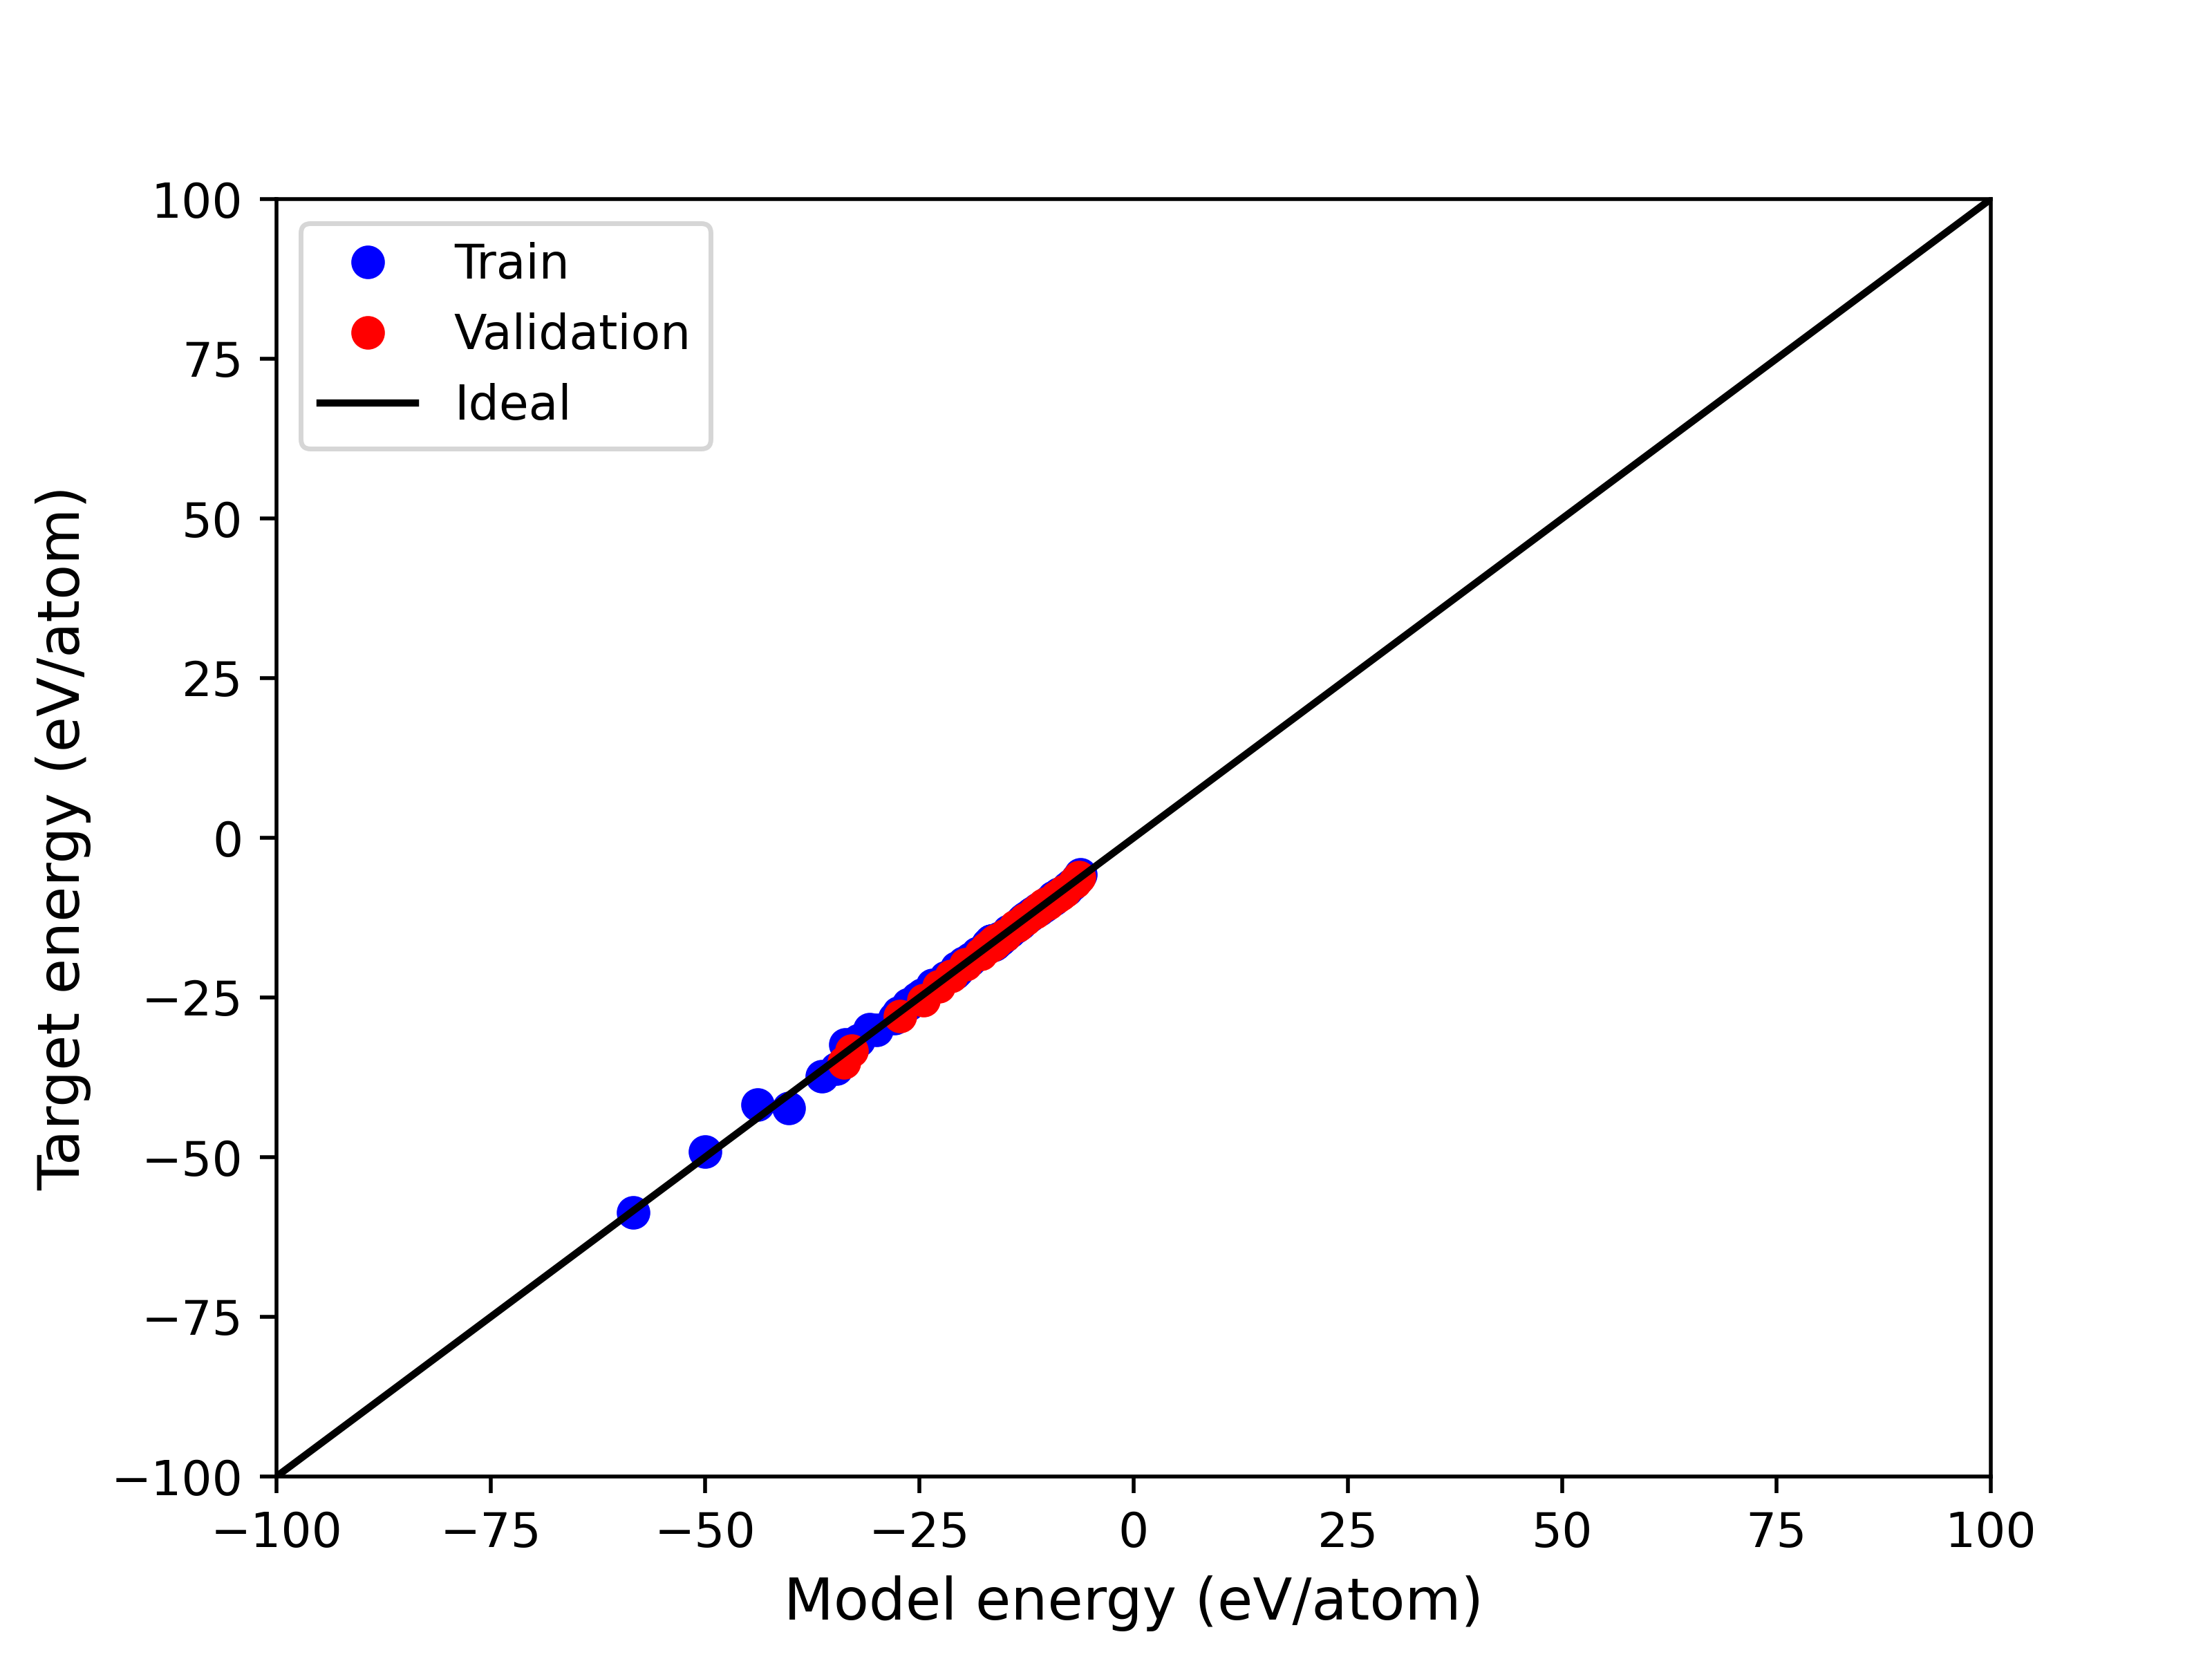 Train
Validation
Ideal
Target energy (eV/atom)
100
75
50
25
0
−25
−50
−75
−100
−100 −75 −50 −25 0 25 50 75 100
Model energy (eV/atom)